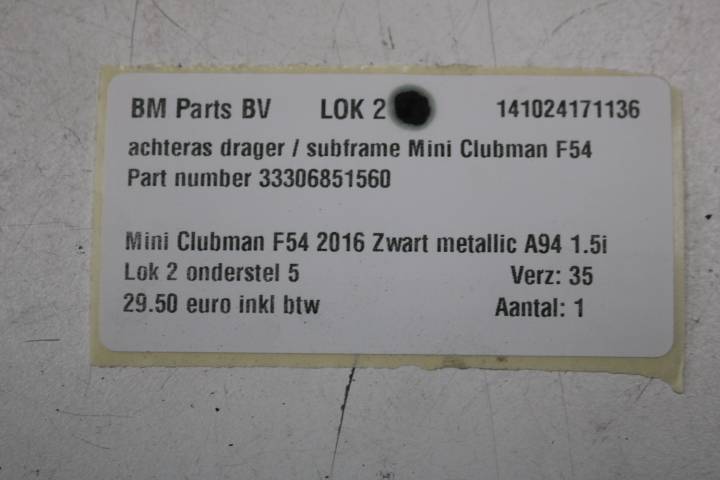 BM Parts BV LOK 2 141024171136
achteras drager / subframe Mini Clubman F54
Part number 33306851560
Mini Clubman F54 2016 Zwart metallic A94 1.5i
Lok 2 onderstel 5 Verz: 35
29.50 euro inkl btw Aantal: 1